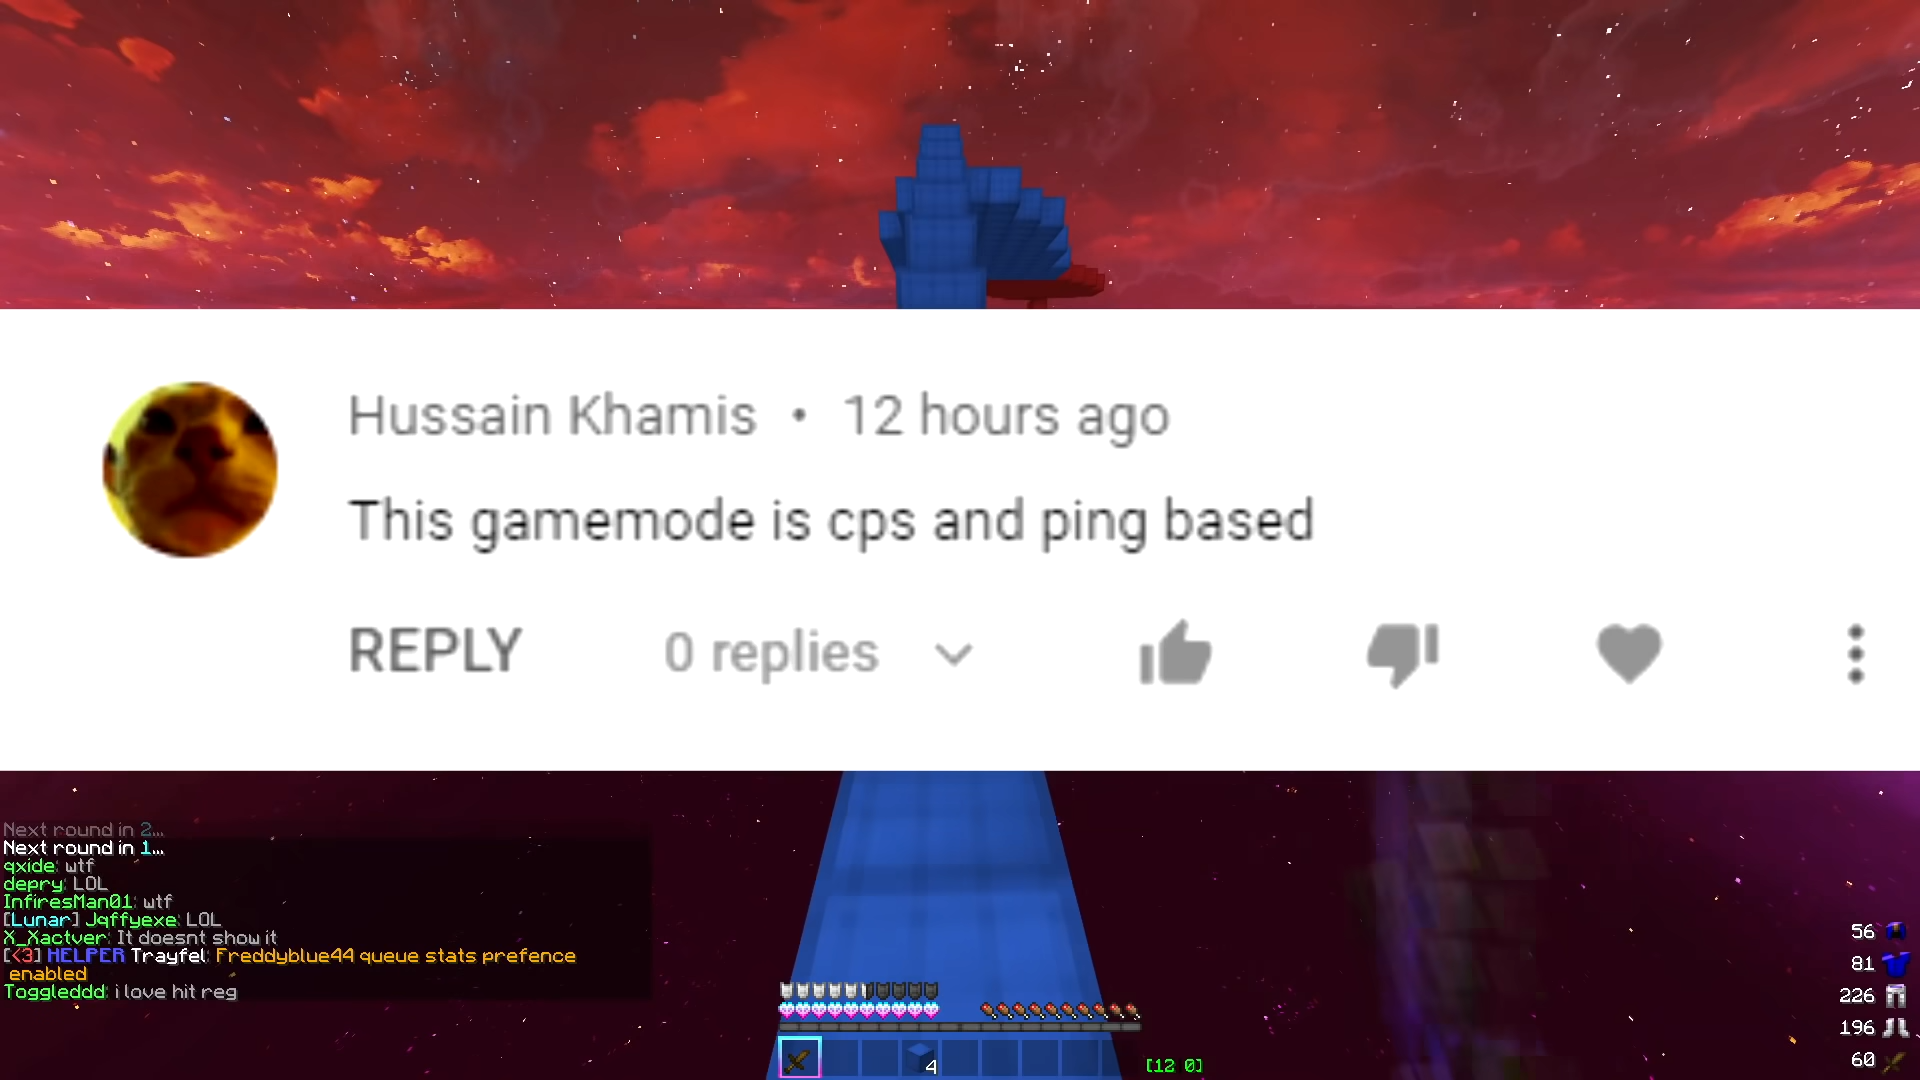 Hussain Khamis • 12 hours ago
This gamemode is cps and ping based
REPLY 0 replies
Next round in 2...
Next round in 1...
qxide: wtf
depry: LOL
InfiresMan01: wtf
[Lunar] Jqffyexe: LOL
X_Xactver: It doesnt show it
[<3] HELPER Trayfel: Freddyblue44 queue stats prefence
enabled
Toggleddd: i love hit reg
56
81
226
196
60
4
[12 0]